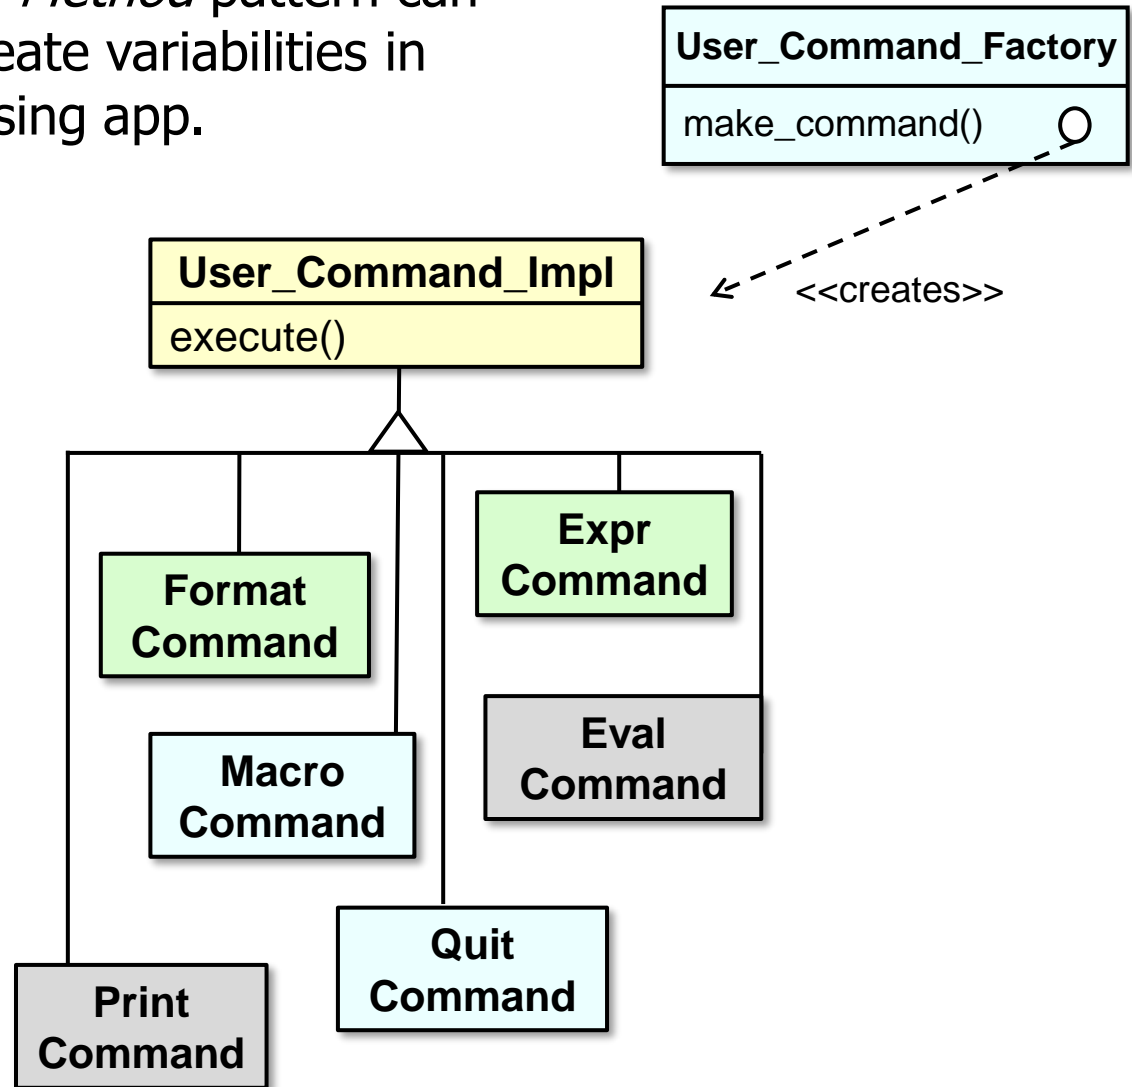 Method pattern can
eate variabilities in
sing app.
User_Command_Factory
make_command()
User_Command_Impl
<<creates>>
execute()
Expr
Command
Format
Command
Eval
Command
Macro
Command
Quit
Command
Print
Command